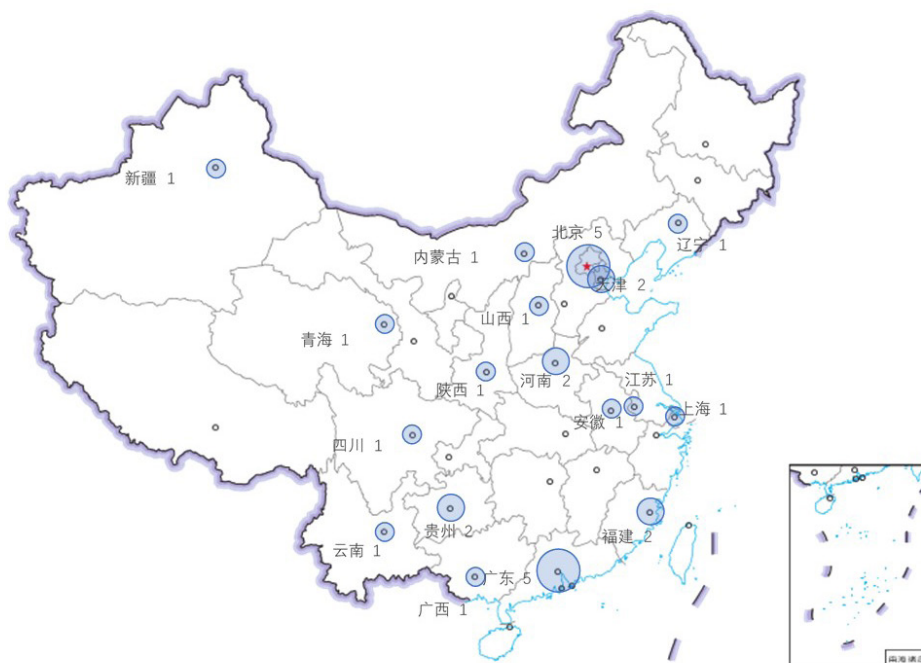 新疆 1
北京 5
辽宁 1
内蒙古 1
天津 2
山西 1
青海 1
河南 2
江苏 1
陕西 1
安徽 1
上海 1
四川 1
贵州 2
福建 2
云南 1
广东 5
广西 1